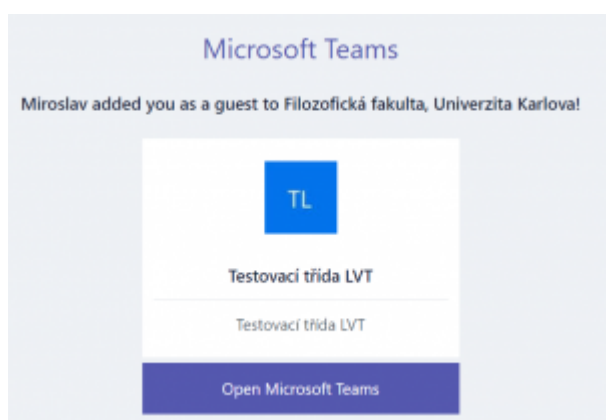 Microsoft Teams
Miroslav added you as a guest to Filozofická fakulta, Univerzita Karlova!
TL
Testovací třída LVT
Testovací třída LVT
Open Microsoft Teams